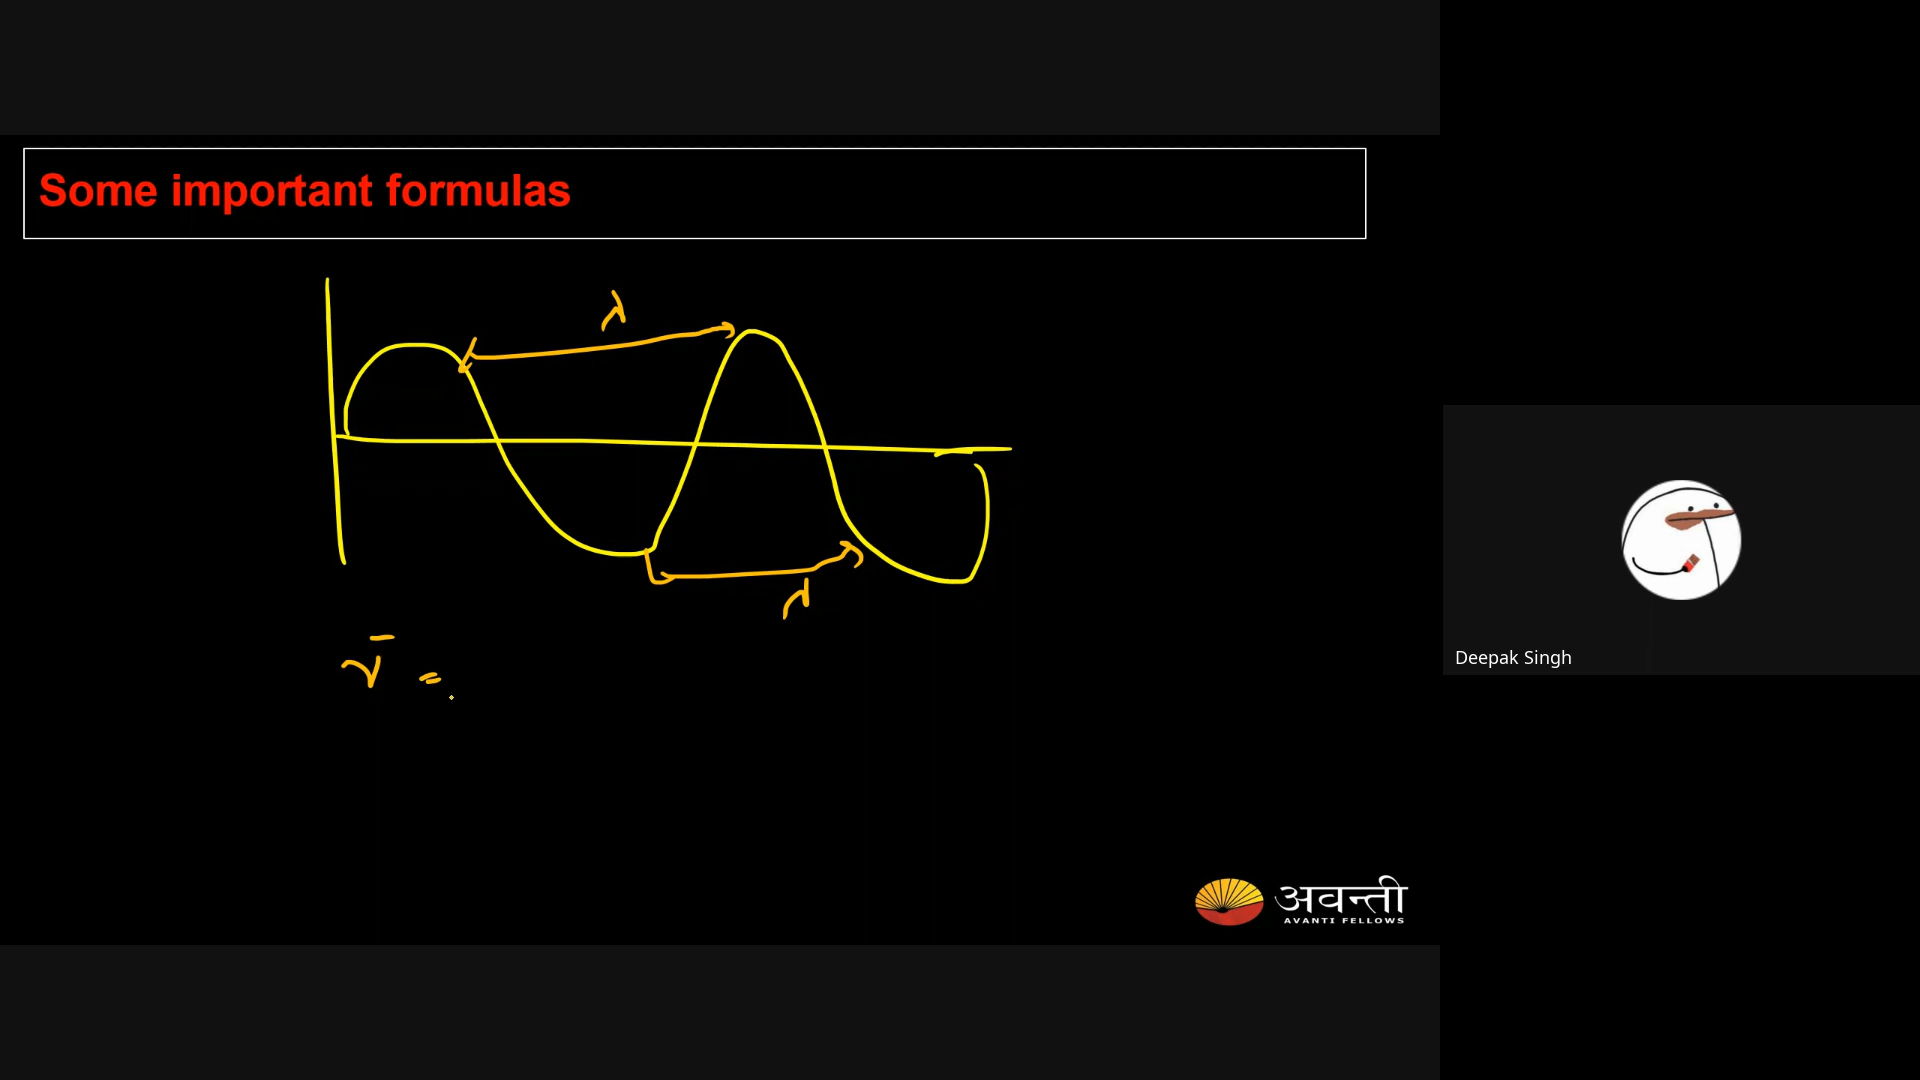 Some important formulas
λ
λ
ν̄ =
Deepak Singh
अवन्ती
AVANTI FELLOWS